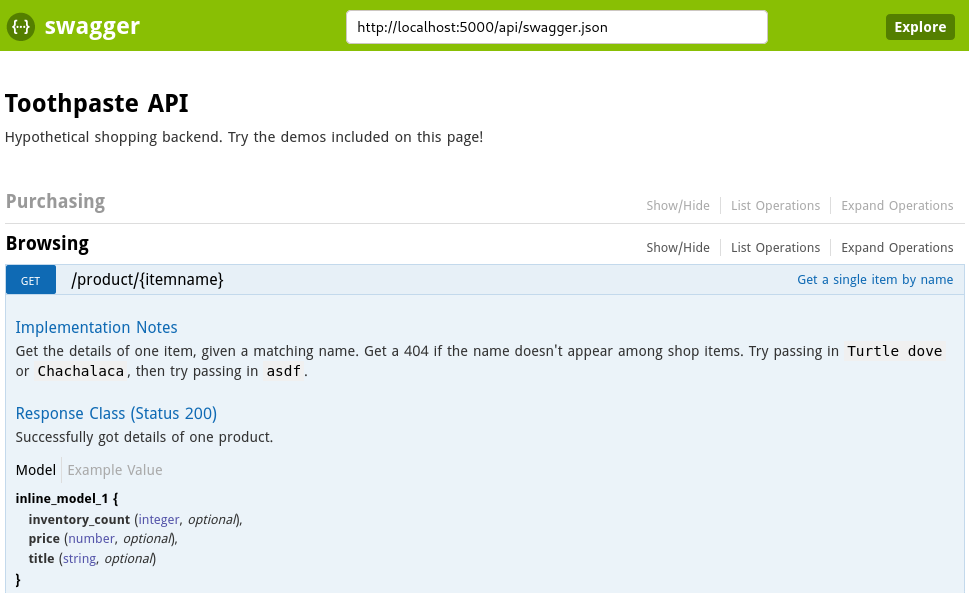 {··} swagger http://localhost:5000/api/swagger.json Explore
Toothpaste API
Hypothetical shopping backend. Try the demos included on this page!
Purchasing Show/Hide List Operations Expand Operations
Browsing Show/Hide List Operations Expand Operations
GET /product/{itemname} Get a single item by name
Implementation Notes
Get the details of one item, given a matching name. Get a 404 if the name doesn't appear among shop items. Try passing in Turtle dove
or Chachalaca, then try passing in asdf.
Response Class (Status 200)
Successfully got details of one product.
Model Example Value
inline_model_1 {
inventory_count (integer, optional),
price (number, optional),
title (string, optional)
}